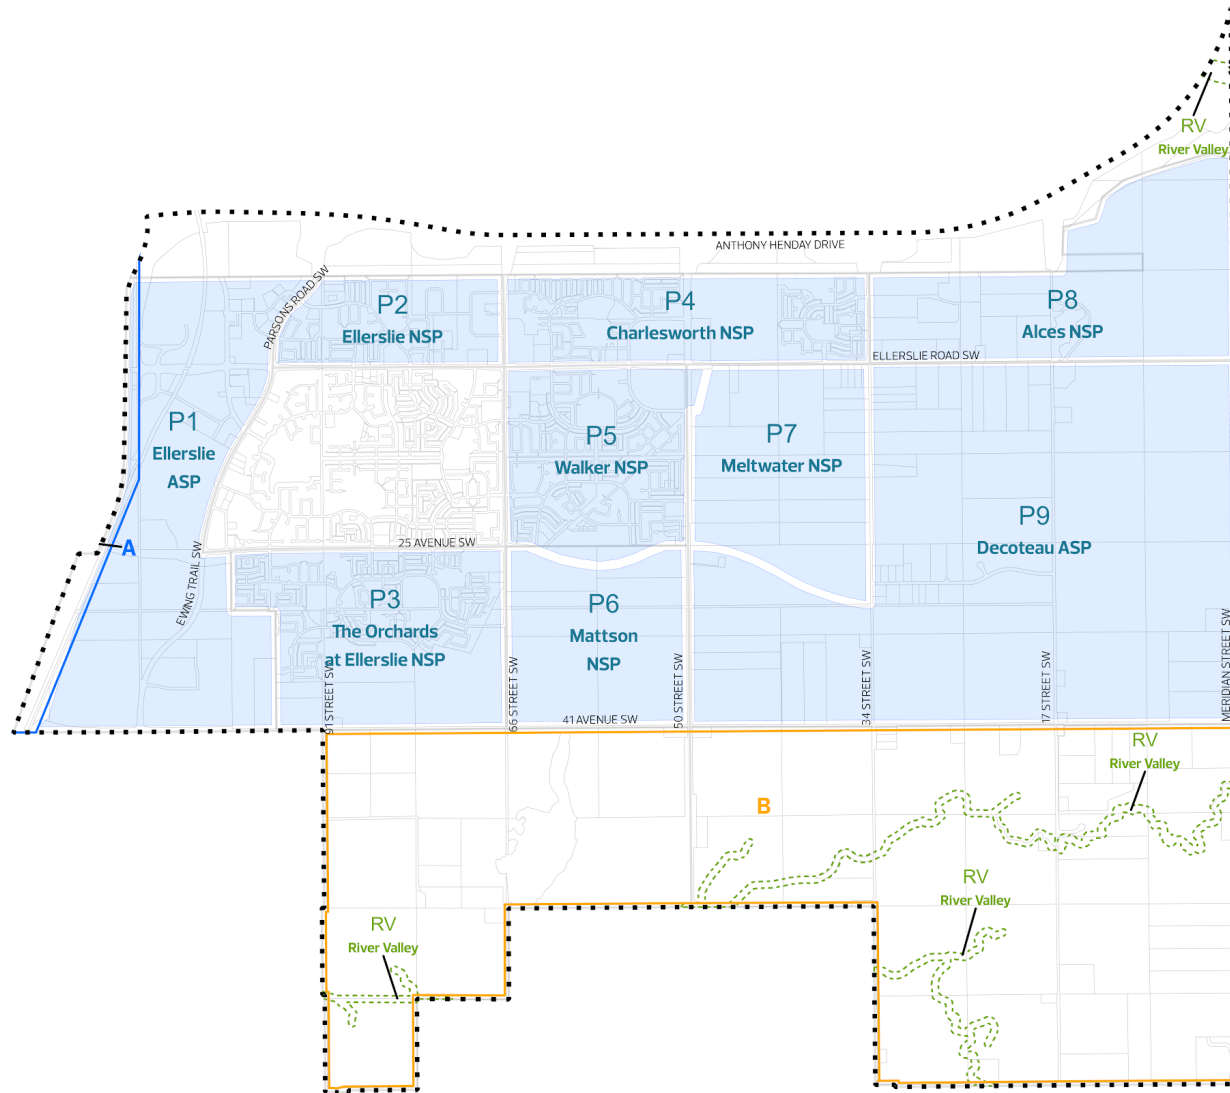 RV
River Valley
ANTHONY HENDAY DRIVE
PARSONS ROAD SW
P2
Ellerslie NSP
P4
Charlesworth NSP
P8
Alces NSP
ELLERSLIE ROAD SW
P1
Ellerslie
ASP
P5
Walker NSP
P7
Meltwater NSP
P9
Decoteau ASP
A
25 AVENUE SW
EWING TRAIL SW
P3
The Orchards
at Ellerslie NSP
P6
Mattson
NSP
91 STREET SW
66 STREET SW
50 STREET SW
34 STREET SW
17 STREET SW
MERIDIAN STREET SW
41 AVENUE SW
RV
River Valley
B
RV
River Valley
RV
River Valley